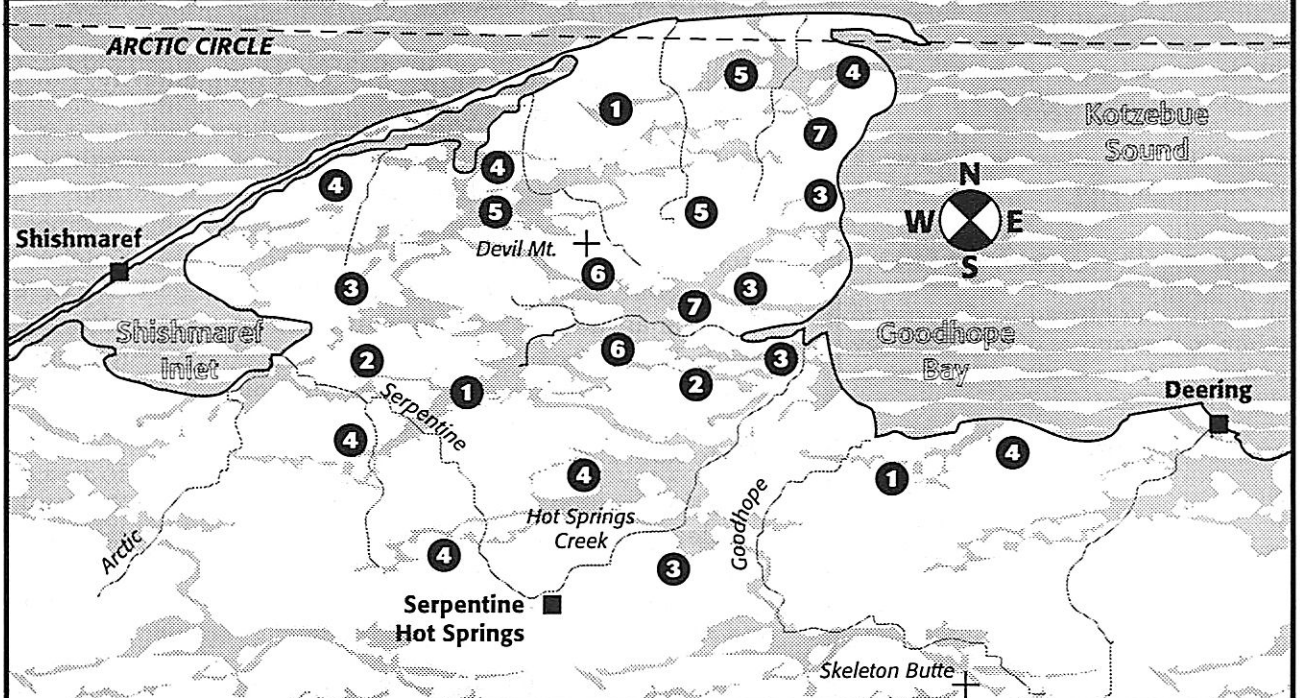 ARCTIC CIRCLE
5
4
1
Kotzebue
Sound
7
4
N
4
3
5
5
W E
Shishmaref
Devil Mt.
S
6
3
3
7
Shishmaref
Inlet
Goodhope
Bay
6
3
2
2
1
Deering
Serpentine
4
4
1
4
Hot Springs
Creek
Goodhope
Arctic
4
3
Serpentine
Hot Springs
Skeleton Butte